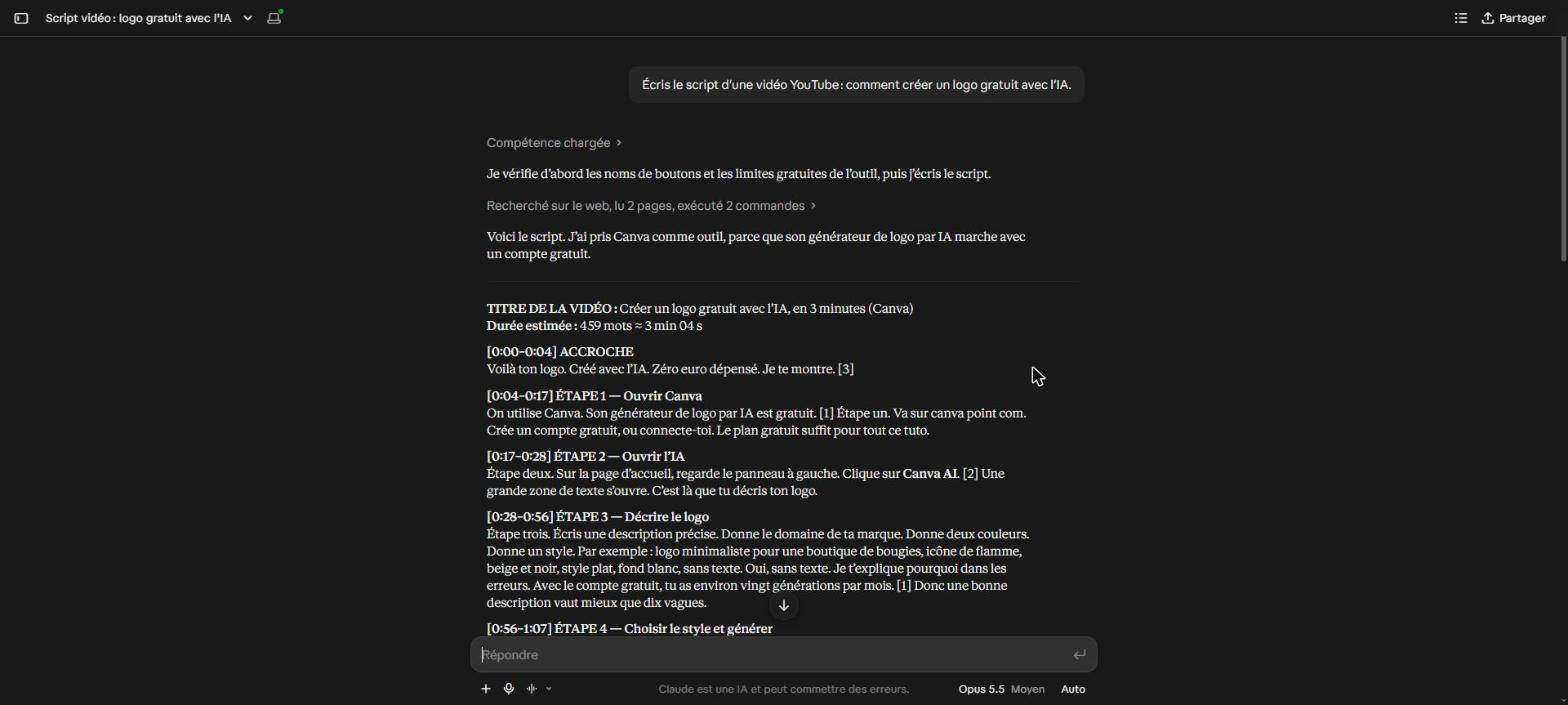 Script vidéo : logo gratuit avec l'IA
Partager
Écris le script d'une vidéo YouTube : comment créer un logo gratuit avec l'IA.
Compétence chargée >
Je vérifie d'abord les noms de boutons et les limites gratuites de l'outil, puis j'écris le script.
Recherché sur le web, lu 2 pages, exécuté 2 commandes >
Voici le script. J'ai pris Canva comme outil, parce que son générateur de logo par IA marche avec
un compte gratuit.
TITRE DE LA VIDÉO : Créer un logo gratuit avec l'IA, en 3 minutes (Canva)
Durée estimée : 459 mots ≈ 3 min 04 s
[0:00–0:04] ACCROCHE
Voilà ton logo. Créé avec l'IA. Zéro euro dépensé. Je te montre. [3]
[0:04–0:17] ÉTAPE 1 — Ouvrir Canva
On utilise Canva. Son générateur de logo par IA est gratuit. [1] Étape un. Va sur canva point com.
Crée un compte gratuit, ou connecte-toi. Le plan gratuit suffit pour tout ce tuto.
[0:17–0:28] ÉTAPE 2 — Ouvrir l'IA
Étape deux. Sur la page d'accueil, regarde le panneau à gauche. Clique sur Canva AI. [2] Une
grande zone de texte s'ouvre. C'est là que tu décris ton logo.
[0:28–0:56] ÉTAPE 3 — Décrire le logo
Étape trois. Écris une description précise. Donne le domaine de ta marque. Donne deux couleurs.
Donne un style. Par exemple : logo minimaliste pour une boutique de bougies, icône de flamme,
beige et noir, style plat, fond blanc, sans texte. Oui, sans texte. Je t'explique pourquoi dans les
erreurs. Avec le compte gratuit, tu as environ vingt générations par mois. [1] Donc une bonne
description vaut mieux que dix vagues.
[0:56–1:07] ÉTAPE 4 — Choisir le style et générer
Répondre
Claude est une IA et peut commettre des erreurs.
Opus 5.5 Moyen Auto